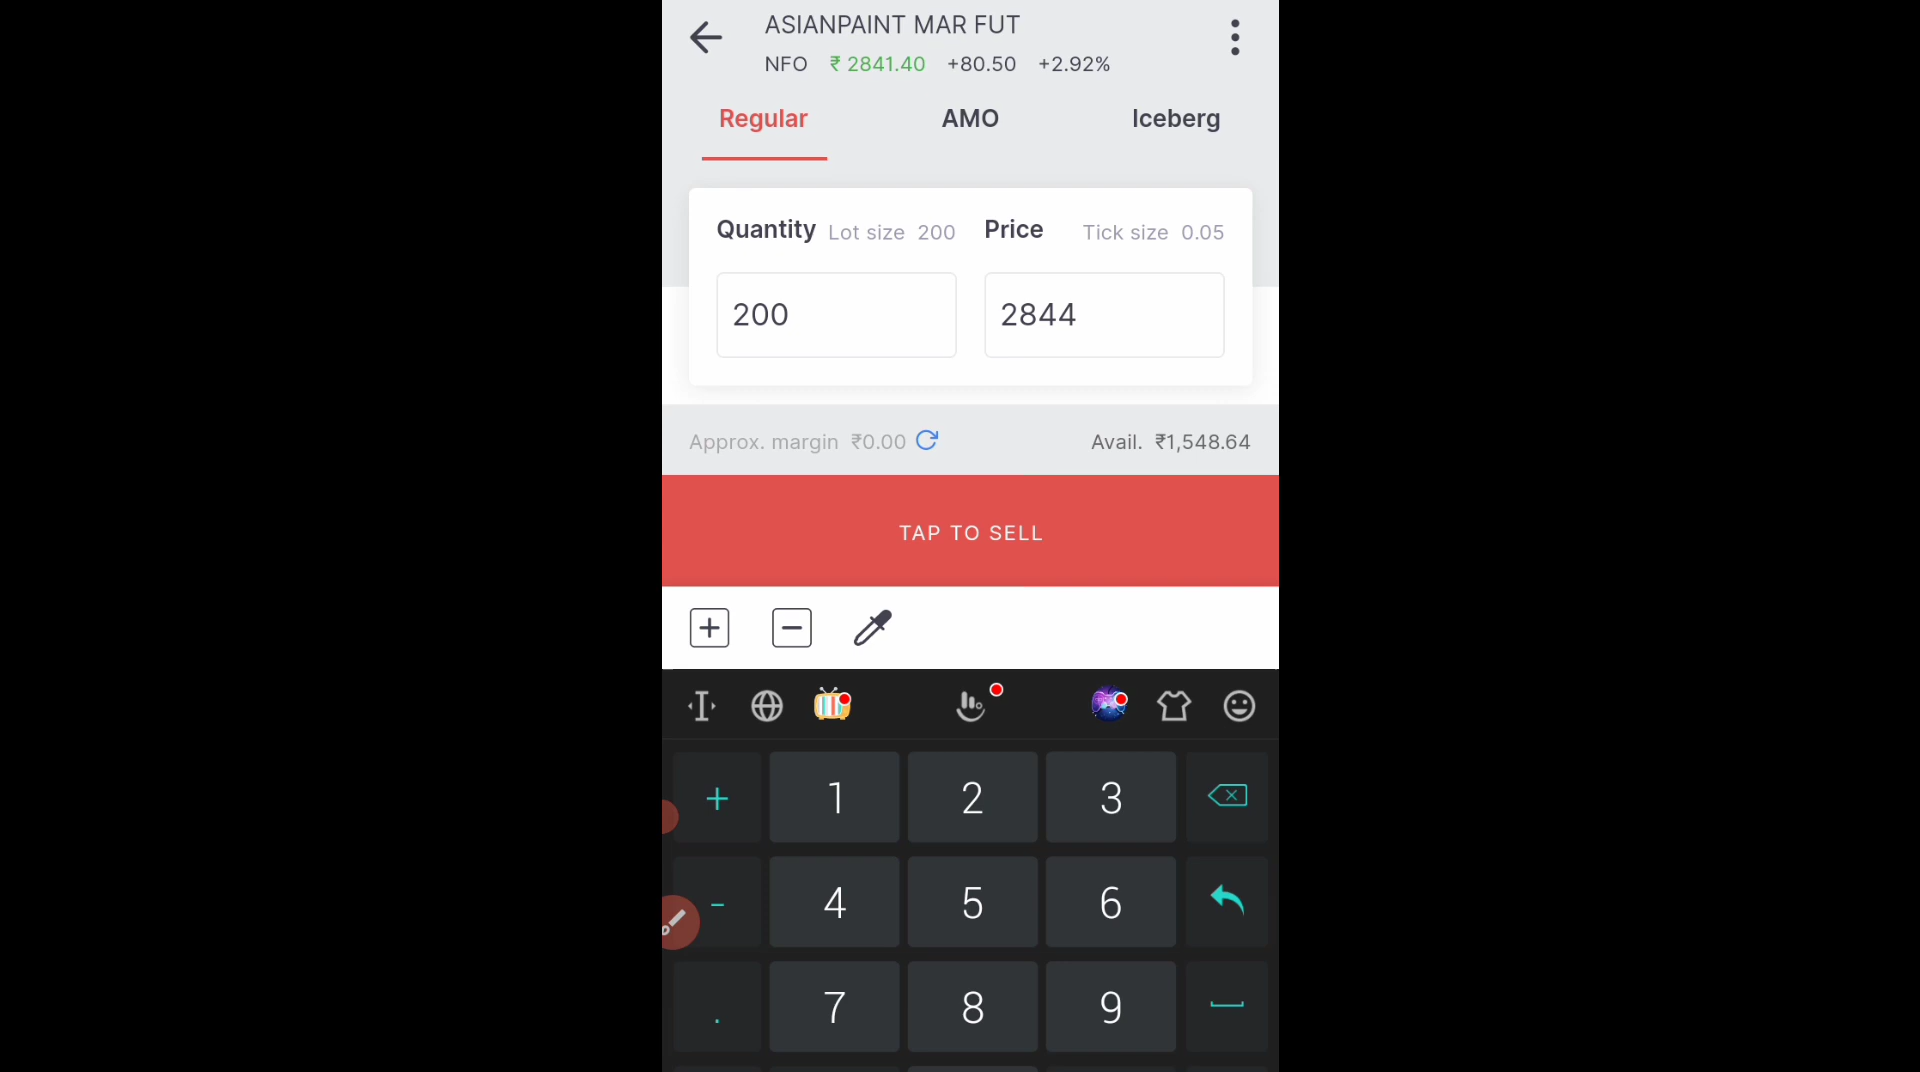 ASIANPAINT MAR FUT
NFO ₹ 2841.40 +80.50 +2.92%
Regular AMO Iceberg
Quantity Lot size 200 Price Tick size 0.05
200 2844
Approx. margin ₹0.00 Avail. ₹1,548.64
TAP TO SELL
+ 1 2 3
- 4 5 6
. 7 8 9